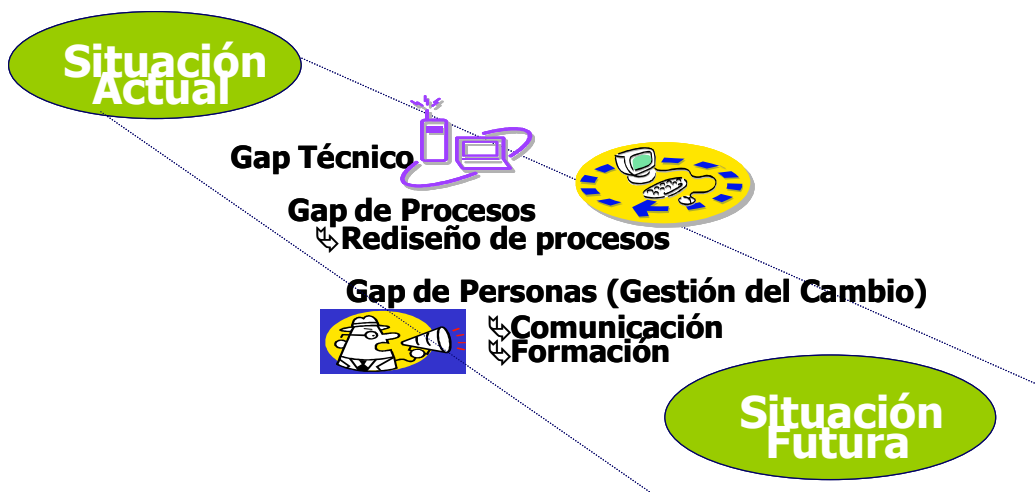 Situación
Actual
Gap Técnico
Gap de Procesos
Rediseño de procesos
Gap de Personas (Gestión del Cambio)
Comunicación
Formación
Situación
Futura